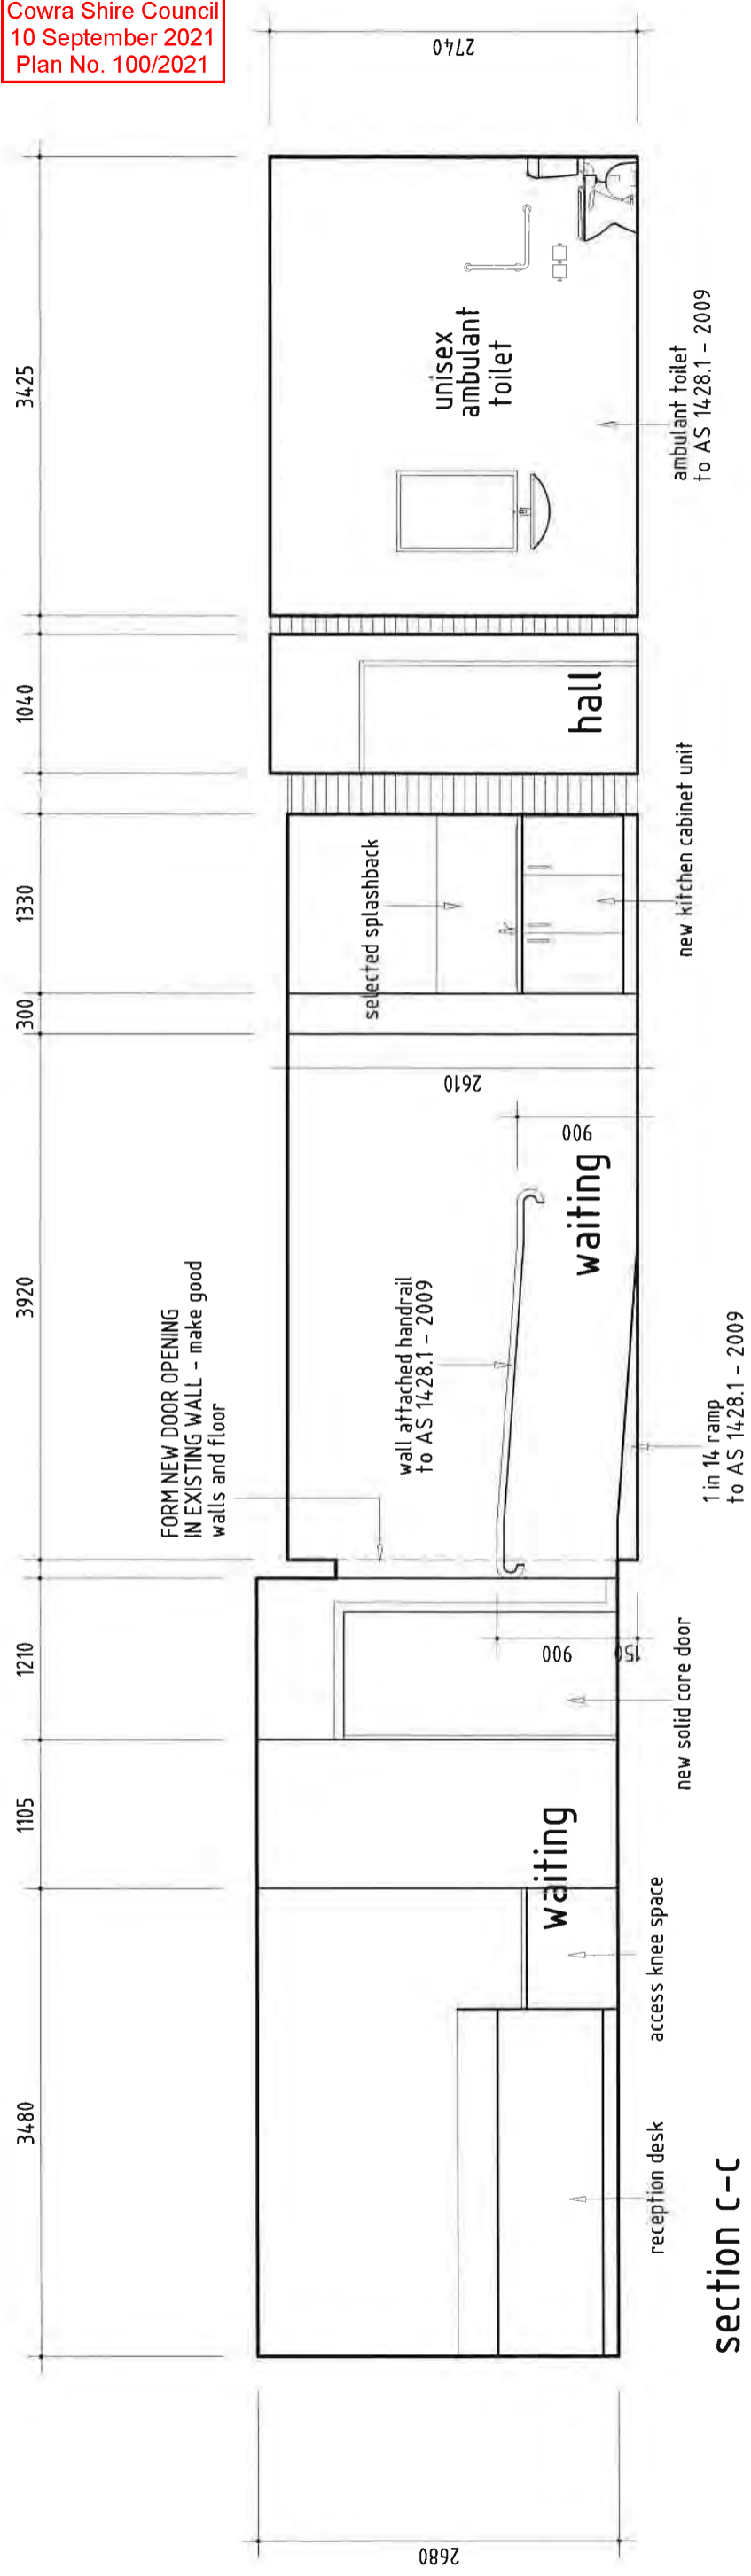 Cowra Shire Council
10 September 2021
Plan No. 100/2021
3480
1105
1210
3920
300
1330
1040
3425
2680
2740
FORM NEW DOOR OPENING
IN EXISTING WALL - make good
walls and floor
wall attached handrail
to AS 1428.1 - 2009
selected splashback
unisex
ambulant
toilet
2610
900
900
150
waiting
waiting
hall
reception desk
access knee space
new solid core door
1 in 14 ramp
to AS 1428.1 - 2009
new kitchen cabinet unit
ambulant toilet
to AS 1428.1 - 2009
section C-C